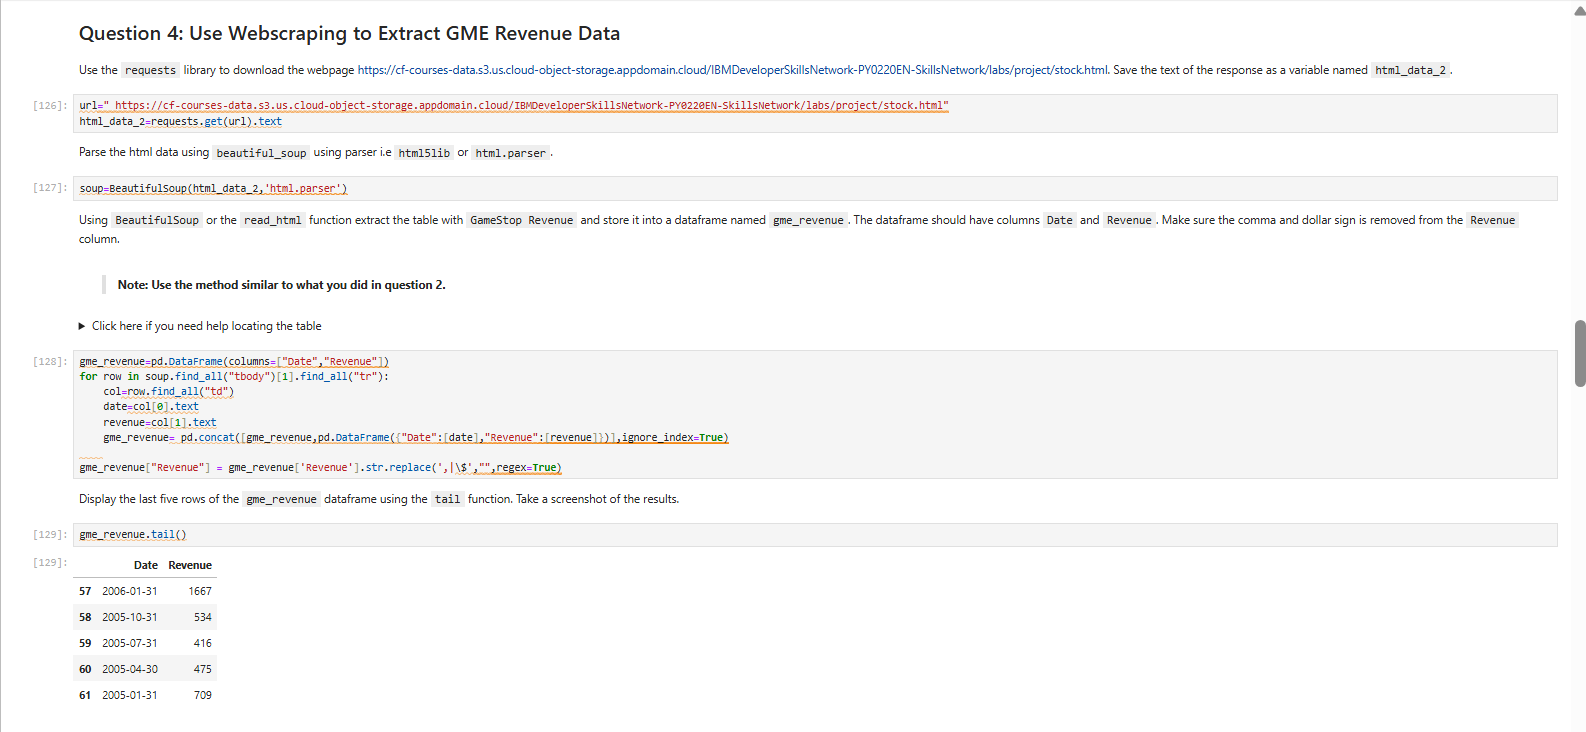 Question 4: Use Webscraping to Extract GME Revenue Data
Use the requests library to download the webpage https://cf-courses-data.s3.us.cloud-object-storage.appdomain.cloud/IBMDeveloperSkillsNetwork-PY0220EN-SkillsNetwork/labs/project/stock.html. Save the text of the response as a variable named html_data_2.
[126]: url=" https://cf-courses-data.s3.us.cloud-object-storage.appdomain.cloud/IBMDeveloperSkillsNetwork-PY0220EN-SkillsNetwork/labs/project/stock.html"
html_data_2=requests.get(url).text
Parse the html data using beautiful_soup using parser i.e html5lib or html.parser.
[127]: soup=BeautifulSoup(html_data_2,'html.parser')
Using BeautifulSoup or the read_html function extract the table with GameStop Revenue and store it into a dataframe named gme_revenue. The dataframe should have columns Date and Revenue. Make sure the comma and dollar sign is removed from the Revenue
column.
Note: Use the method similar to what you did in question 2.
▶ Click here if you need help locating the table
[128]: gme_revenue=pd.DataFrame(columns=["Date","Revenue"])
for row in soup.find_all("tbody")[1].find_all("tr"):
    col=row.find_all("td")
    date=col[0].text
    revenue=col[1].text
    gme_revenue= pd.concat([gme_revenue,pd.DataFrame({"Date":[date],"Revenue":[revenue]})],ignore_index=True)
gme_revenue["Revenue"] = gme_revenue['Revenue'].str.replace(',|\$',"",regex=True)
Display the last five rows of the gme_revenue dataframe using the tail function. Take a screenshot of the results.
[129]: gme_revenue.tail()
[129]: Date Revenue
57 2006-01-31 1667
58 2005-10-31 534
59 2005-07-31 416
60 2005-04-30 475
61 2005-01-31 709